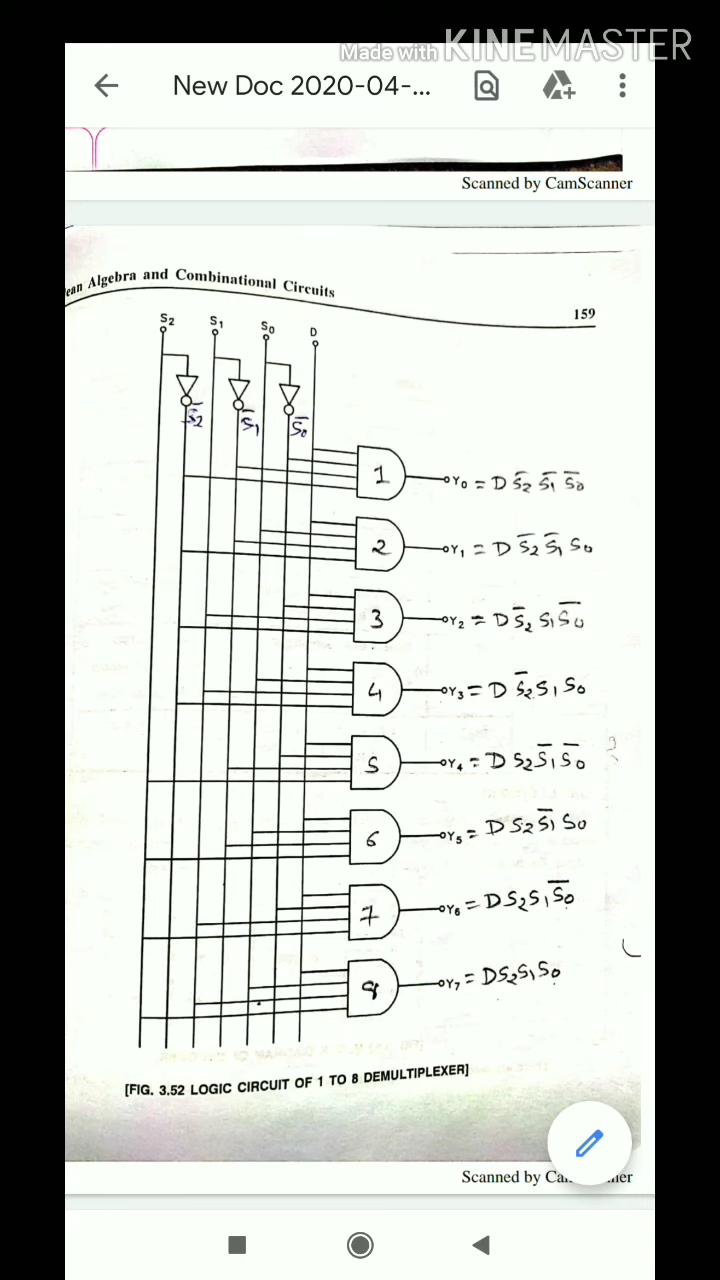 Made with KINEMASTER
New Doc 2020-04-...
Scanned by CamScanner
ean Algebra and Combinational Circuits
159
S2 S1 S0 D
S̅2 S̅1 S̅0
1 Y0 = D S̅2 S̅1 S̅0
2 Y1 = D S̅2 S̅1 S0
3 Y2 = D S̅2 S1 S̅0
4 Y3 = D S̅2 S1 S0
5 Y4 = D S2 S̅1 S̅0
6 Y5 = D S2 S̅1 S0
7 Y6 = D S2 S1 S̅0
8 Y7 = D S2 S1 S0
[FIG. 3.52 LOGIC CIRCUIT OF 1 TO 8 DEMULTIPLEXER]
Scanned by Ca...ner